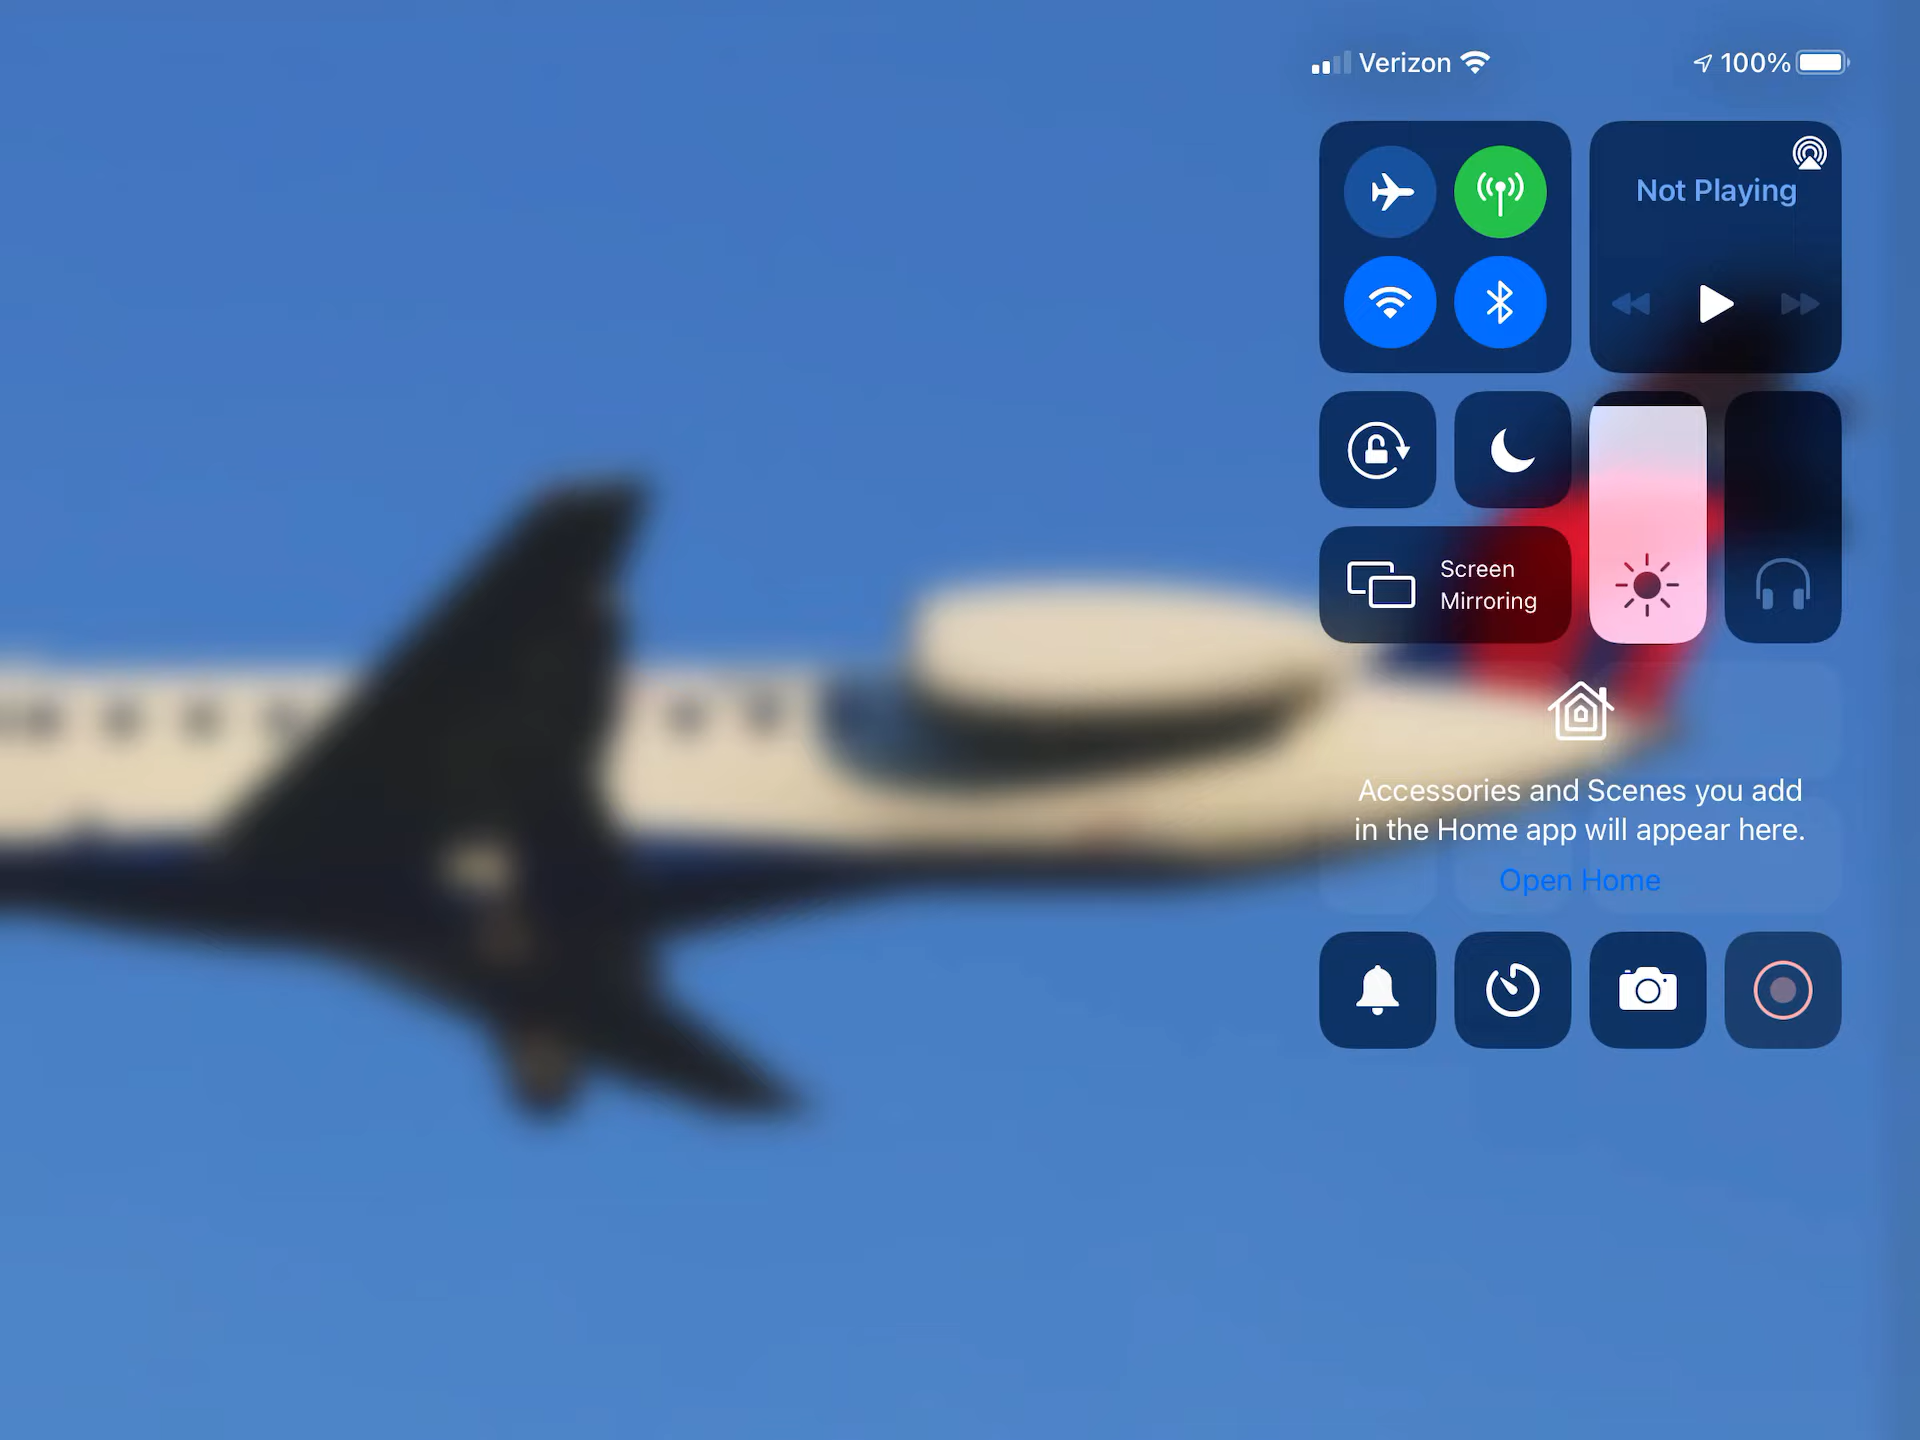 Verizon
100%
Not Playing
Screen
Mirroring
Accessories and Scenes you add
in the Home app will appear here.
Open Home